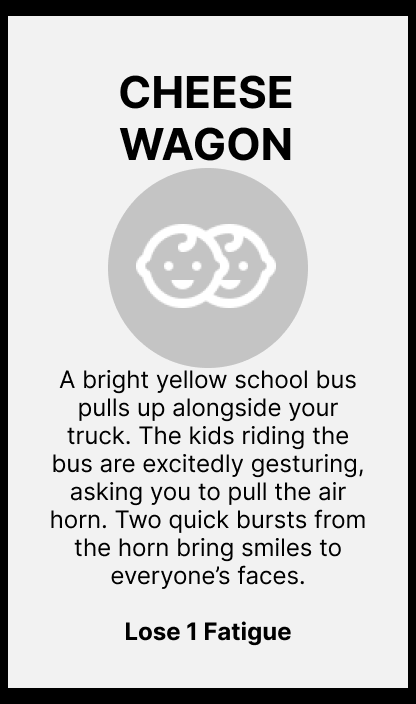 CHEESE
WAGON
A bright yellow school bus
pulls up alongside your
truck. The kids riding the
bus are excitedly gesturing,
asking you to pull the air
horn. Two quick bursts from
the horn bring smiles to
everyone’s faces.
Lose 1 Fatigue